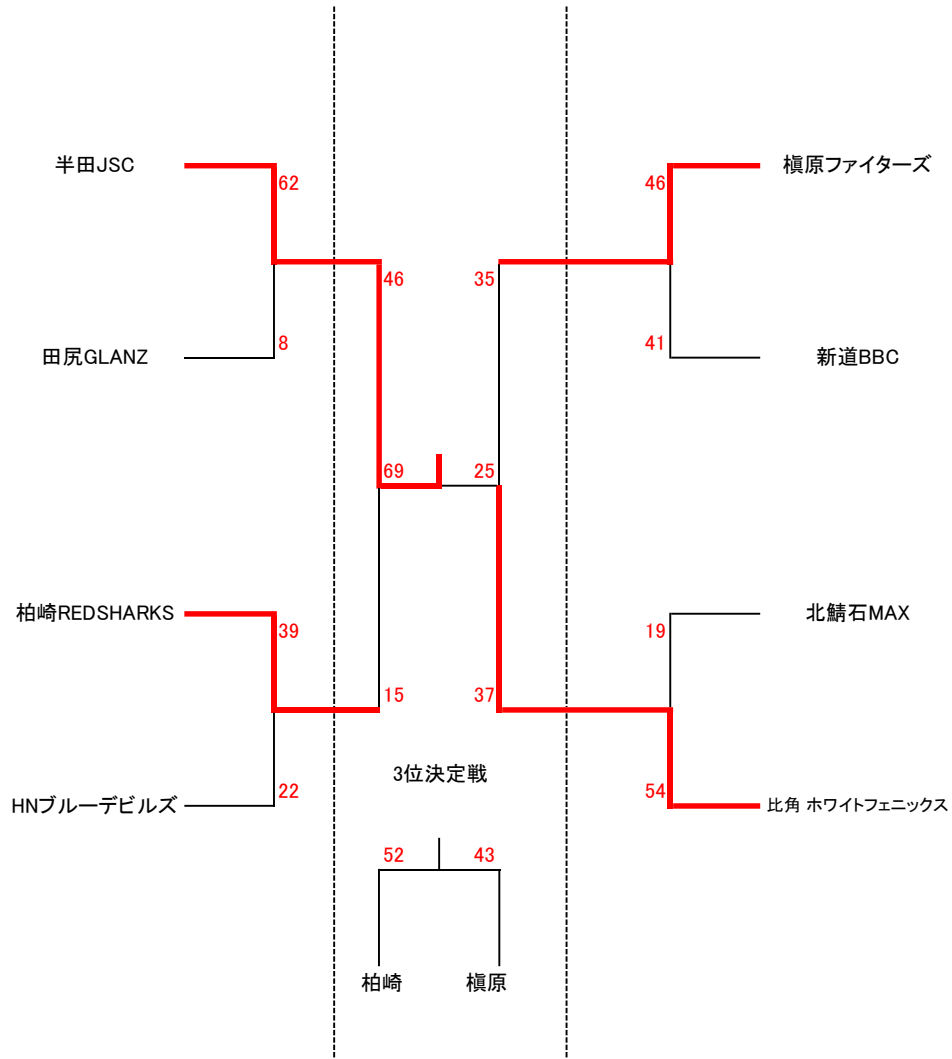 半田JSC
槇原ファイターズ
62
46
46
35
田尻GLANZ
8
41
新道BBC
69
25
柏崎REDSHARKS
39
19
北鯖石MAX
15
37
3位決定戦
HNブルーデビルズ
22
54
比角 ホワイトフェニックス
52
43
柏崎
槇原